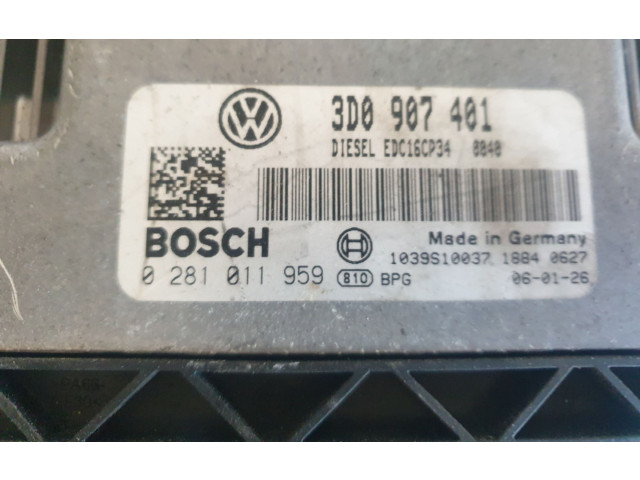 VW
3D0 907 401
DIESEL EDC16CP34 0040
BOSCH
Made in Germany
1039S10037 1884 0627
0 281 011 959 810 BPG
06-01-26